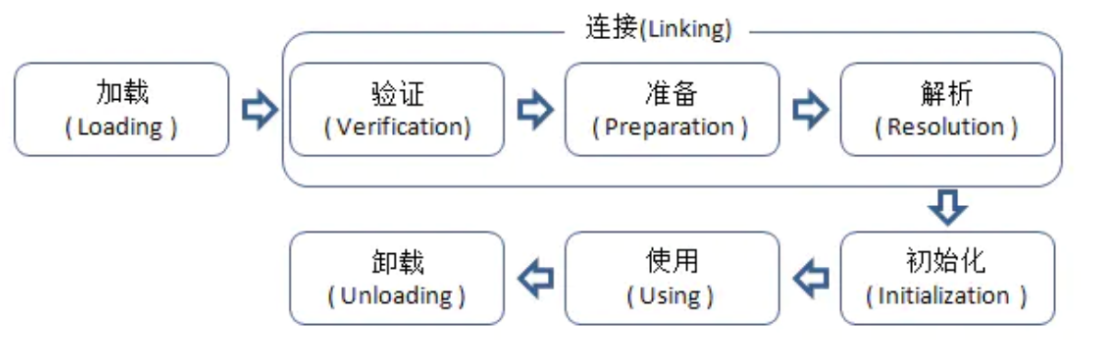 连接(Linking)
加载
( Loading )
验证
( Verification)
准备
( Preparation )
解析
( Resolution )
初始化
( Initialization )
使用
( Using )
卸载
( Unloading )